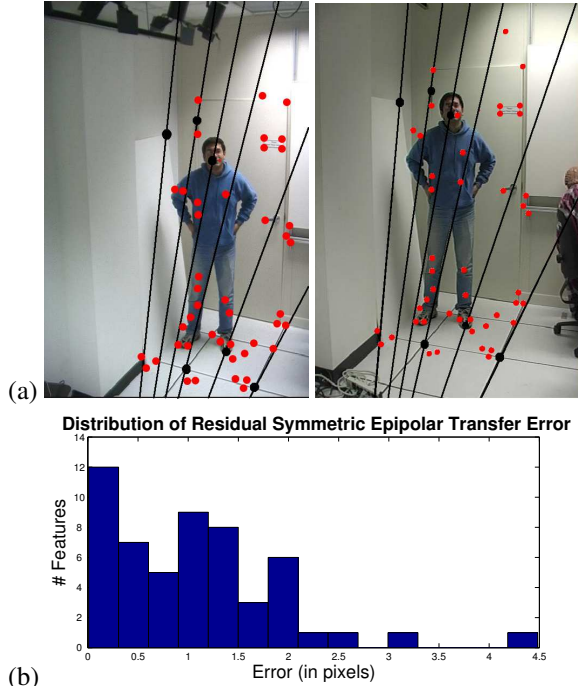 (a)
Distribution of Residual Symmetric Epipolar Transfer Error
14
12
10
8
6
4
2
0
# Features
0 0.5 1 1.5 2 2.5 3 3.5 4 4.5
Error (in pixels)
(b)